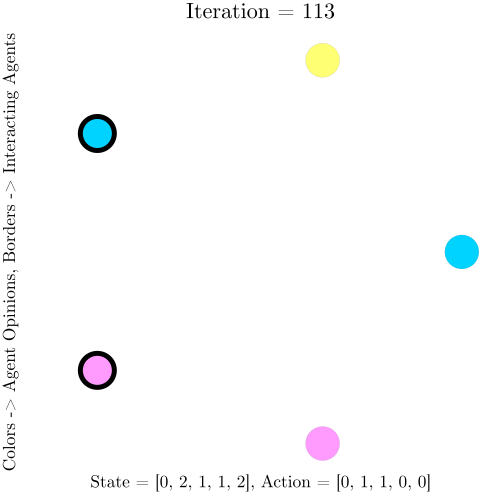 Iteration = 113
Colors -> Agent Opinions, Borders -> Interacting Agents
State = [0, 2, 1, 1, 2], Action = [0, 1, 1, 0, 0]